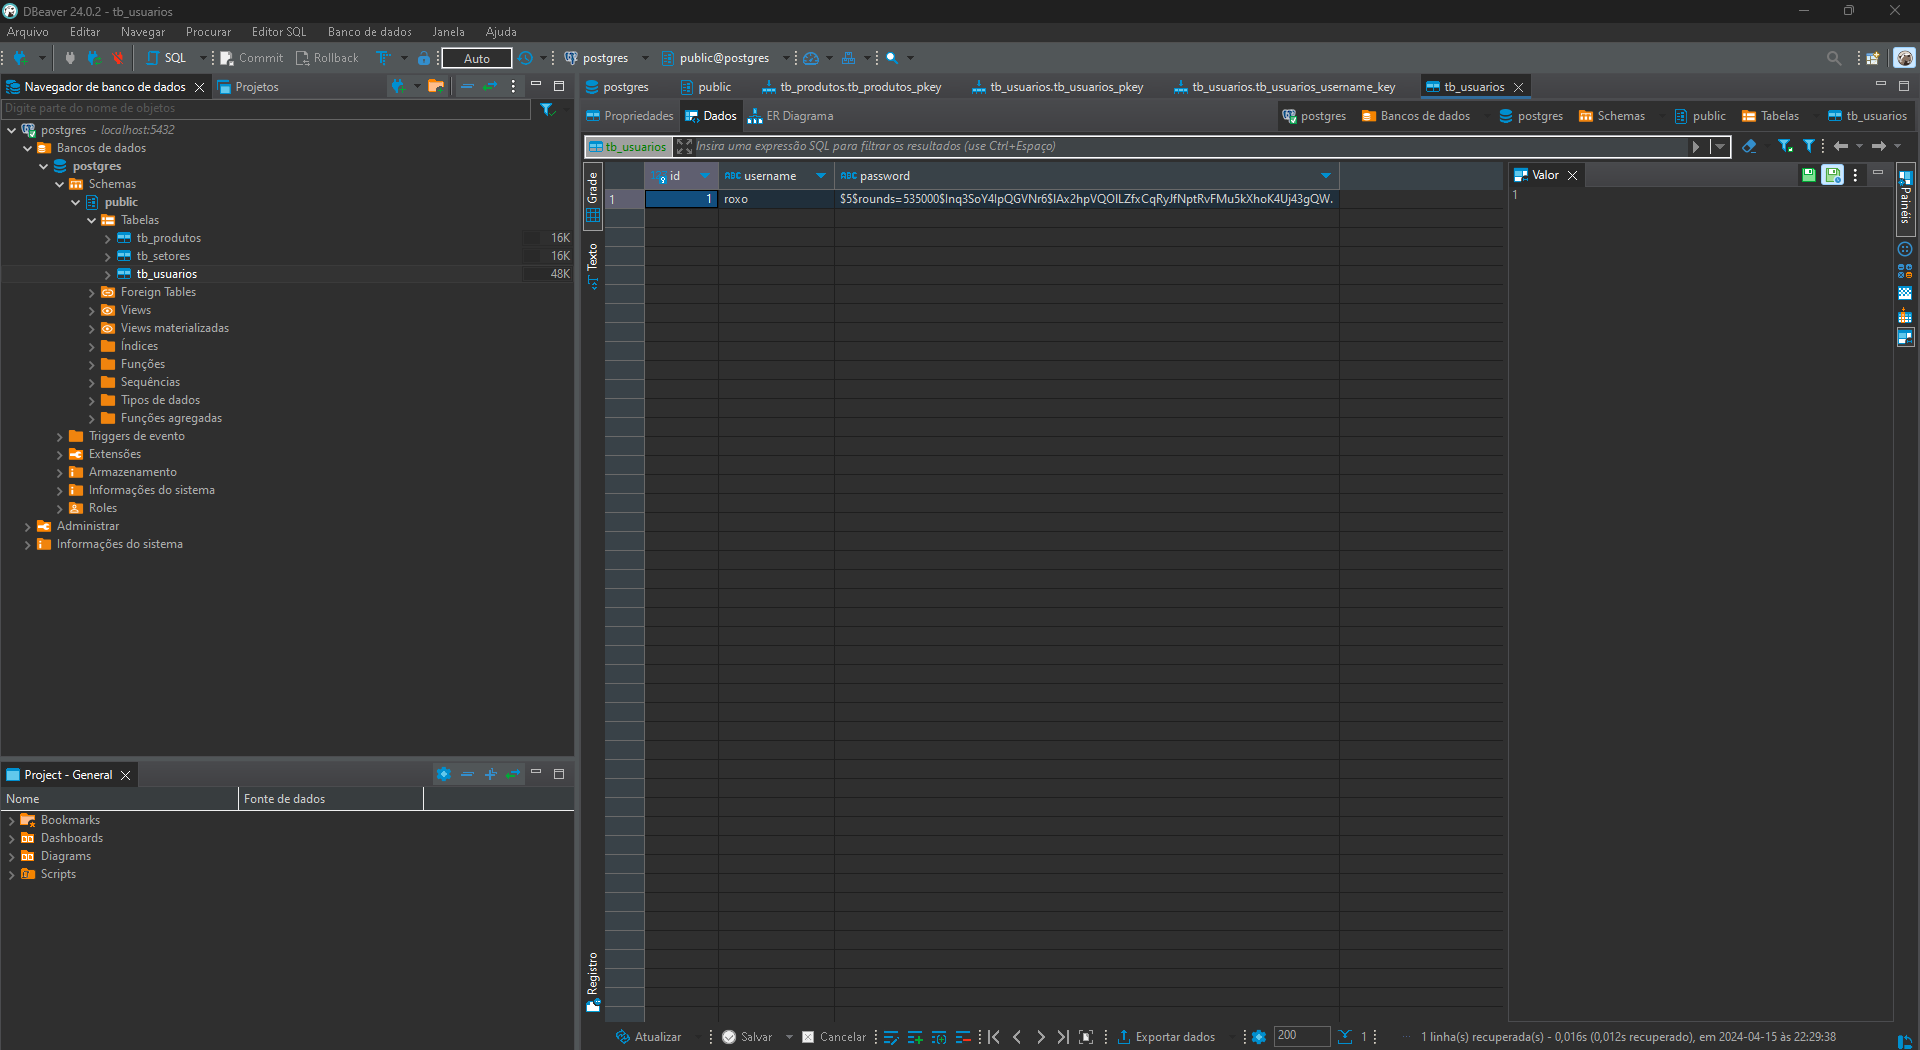 DBeaver 24.0.2 - tb_usuarios
Arquivo Editar Navegar Procurar Editor SQL Banco de dados Janela Ajuda
SQL Commit Rollback Auto postgres public@postgres
Navegador de banco de dados Projetos
Digite parte do nome de objetos
postgres - localhost:5432
Bancos de dados
postgres
Schemas
public
Tabelas
tb_produtos 16K
tb_setores 16K
tb_usuarios 48K
Foreign Tables
Views
Views materializadas
Índices
Funções
Sequências
Tipos de dados
Funções agregadas
Triggers de evento
Extensões
Armazenamento
Informações do sistema
Roles
Administrar
Informações do sistema
Project - General
Nome Fonte de dados
Bookmarks
Dashboards
Diagrams
Scripts
postgres public tb_produtos.tb_produtos_pkey tb_usuarios.tb_usuarios_pkey tb_usuarios.tb_usuarios_username_key tb_usuarios
Propriedades Dados ER Diagrama postgres Bancos de dados postgres Schemas public Tabelas tb_usuarios
tb_usuarios Insira uma expressão SQL para filtrar os resultados (use Ctrl+Espaço)
Grade
Texto
Registro
id ABC username ABC password
1 1 roxo
Valor
1
Painéis
Atualizar Salvar Cancelar Exportar dados 200 1 1 linha(s) recuperada(s) - 0,016s (0,012s recuperado), em 2024-04-15 às 22:29:38